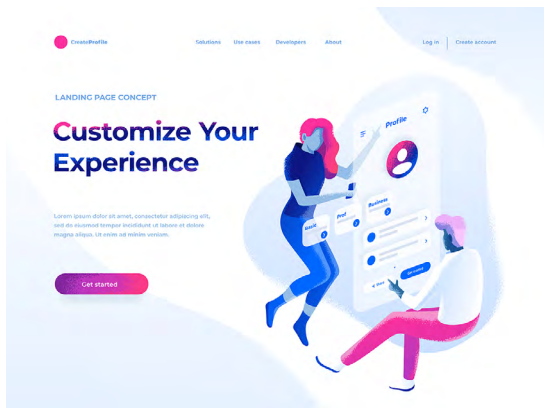 CreateProfile
Solutions Use cases Developers About
Log in Create account
LANDING PAGE CONCEPT
Customize Your
Experience
Lorem ipsum dolor sit amet, consectetur adipiscing elit,
sed do eiusmod tempor incididunt ut labore et dolore
magna aliqua. Ut enim ad minim veniam.
Get started
Profile
Business
Prof
Get started